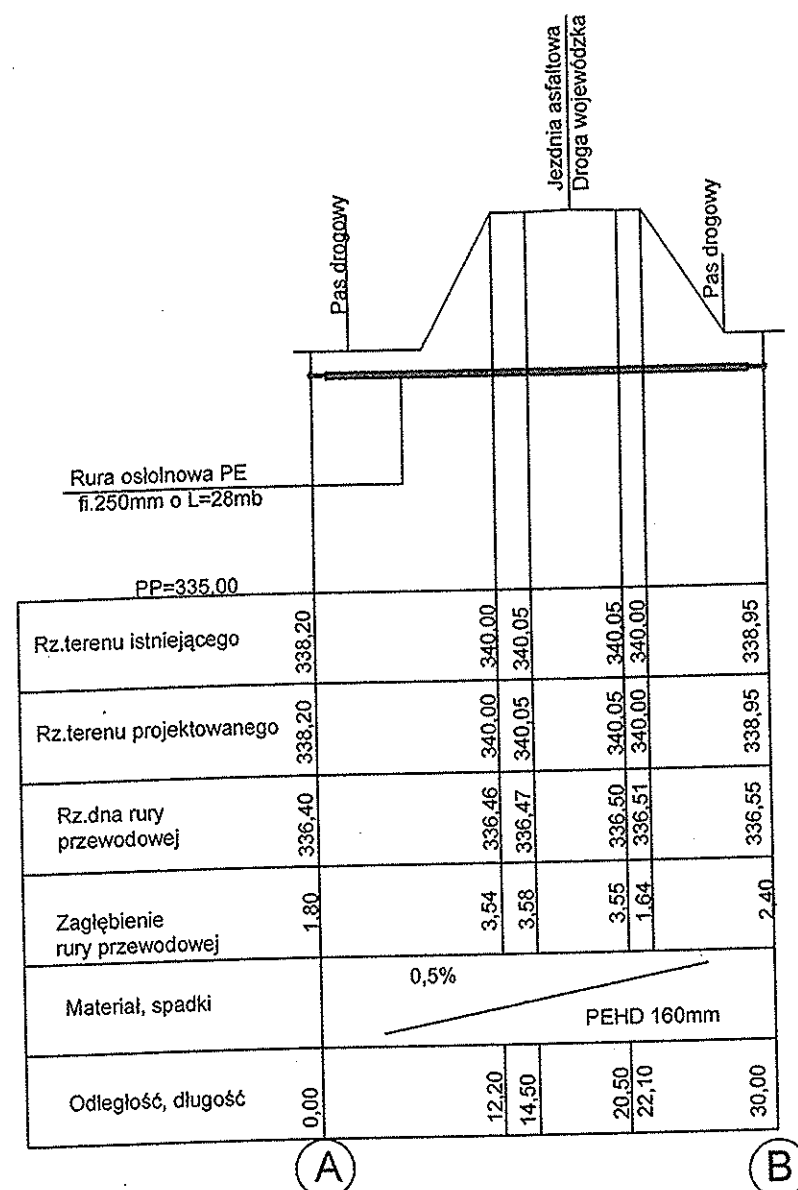 Jezdnia asfaltowa
Droga wojewódzka
Pas drogowy
Pas drogowy
Rura osłolnowa PE
fi.250mm o L=28mb
PP=335,00
Rz.terenu istniejącego 338,20 340,00 340,05 340,05 340,00 338,95
Rz.terenu projektowanego 338,20 340,00 340,05 340,05 340,00 338,95
Rz.dna rury
przewodowej 336,40 336,46 336,47 336,50 336,51 336,55
Zagłębienie
rury przewodowej 1,80 3,54 3,58 3,55 1,64 2,40
Materiał, spadki 0,5% PEHD 160mm
Odległość, długość 0,00 12,20 14,50 20,50 22,10 30,00
A B